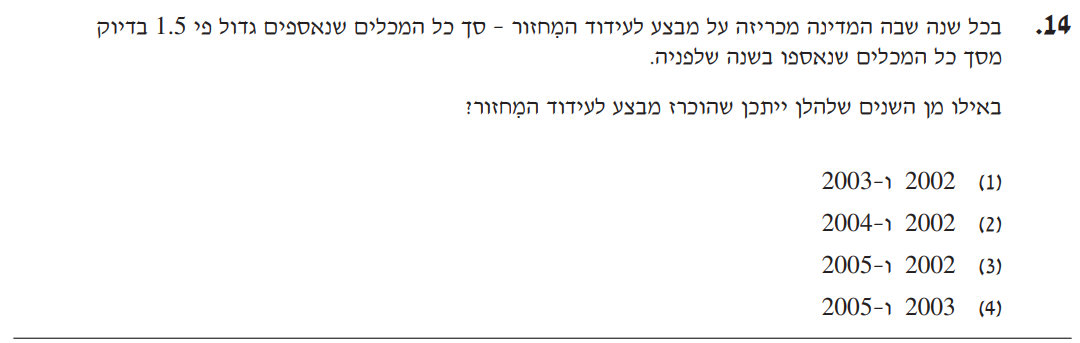 .14 בכל שנה שבה המדינה מכריזה על מבצע לעידוד המִחזור - סך כל המכלים שנאספים גדול פי 1.5 בדיוק
מסך כל המכלים שנאספו בשנה שלפניה.
באילו מן השנים שלהלן ייתכן שהוכרז מבצע לעידוד המִחזור?
(1) 2002 ו-2003
(2) 2002 ו-2004
(3) 2002 ו-2005
(4) 2003 ו-2005